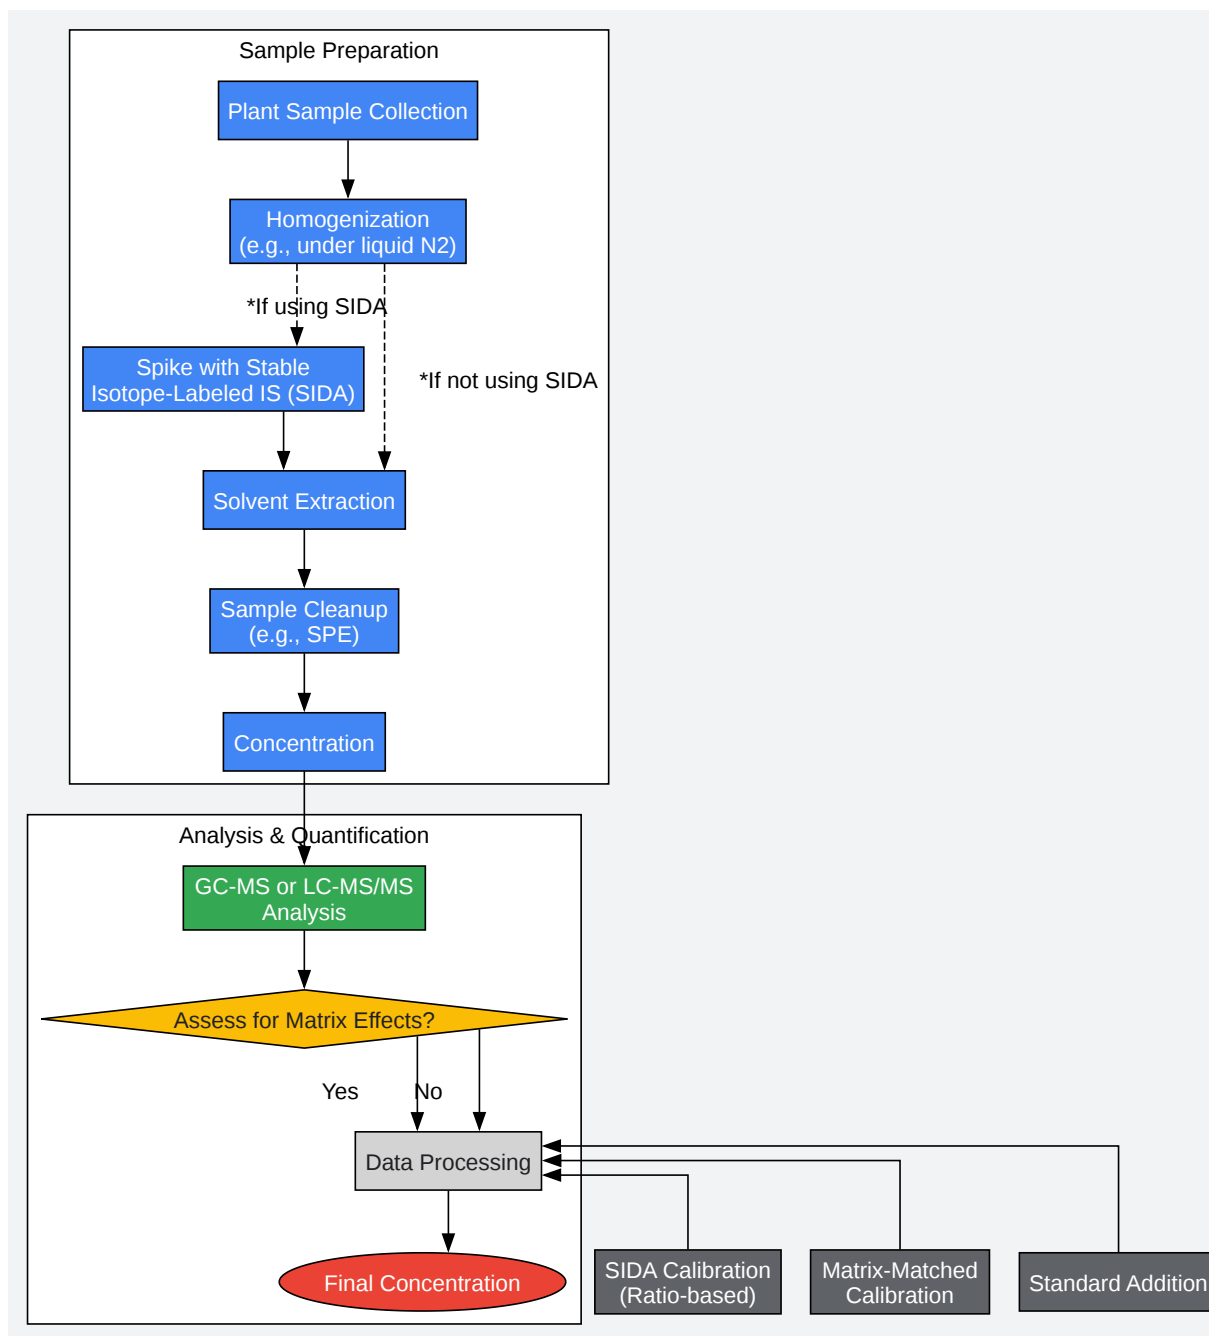 Sample Preparation
Plant Sample Collection
Homogenization
(e.g., under liquid N2)
*If using SIDA
Spike with Stable
Isotope-Labeled IS (SIDA)
*If not using SIDA
Solvent Extraction
Sample Cleanup
(e.g., SPE)
Concentration
Analysis & Quantification
GC-MS or LC-MS/MS
Analysis
Assess for Matrix Effects?
Yes
No
Data Processing
Final Concentration
SIDA Calibration
(Ratio-based)
Matrix-Matched
Calibration
Standard Addition